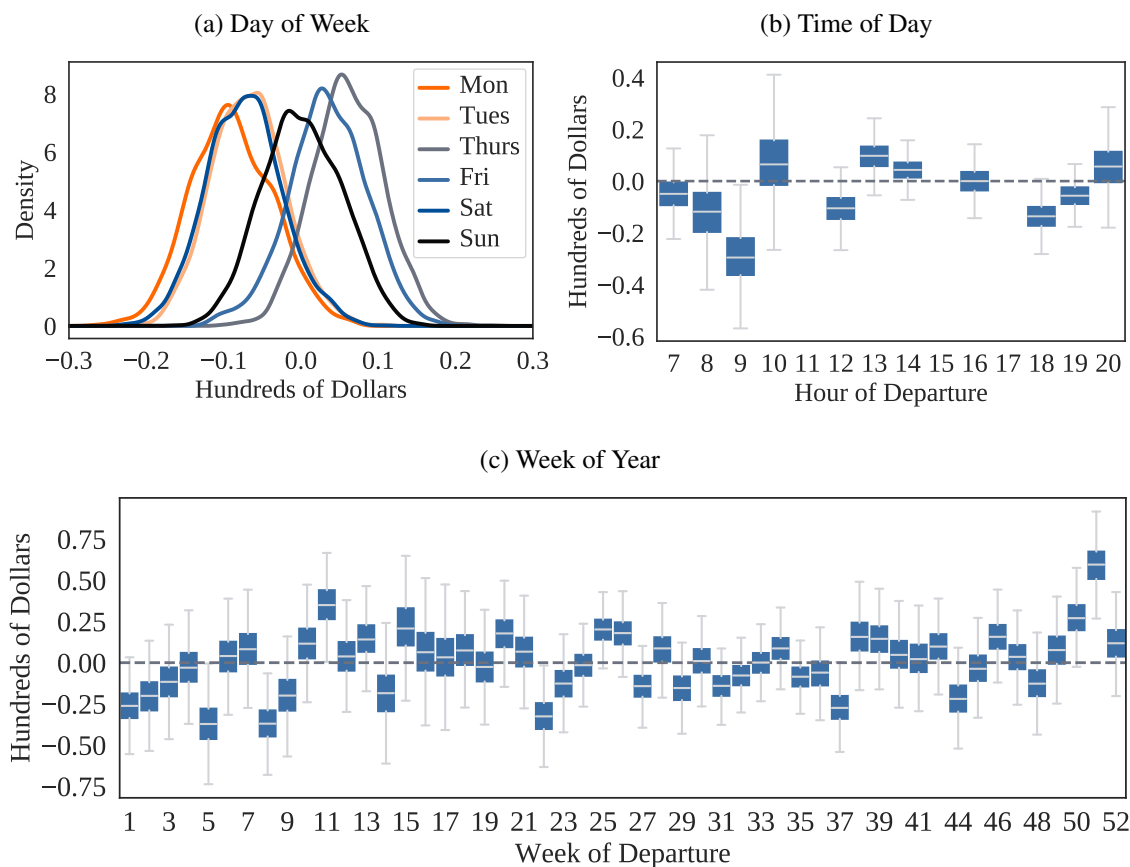 (a) Day of Week
Density
8
6
4
2
0
−0.3 −0.2 −0.1 0.0 0.1 0.2 0.3
Hundreds of Dollars
Mon
Tues
Thurs
Fri
Sat
Sun
(b) Time of Day
Hundreds of Dollars
0.4
0.2
0.0
−0.2
−0.4
−0.6
7 8 9 10 12 13 14 15 16 17 18 19 20
Hour of Departure
(c) Week of Year
Hundreds of Dollars
0.75
0.50
0.25
0.00
−0.25
−0.50
−0.75
1 3 5 7 9 11 13 15 17 19 21 23 25 27 29 31 33 35 37 39 41 44 46 48 50 52
Week of Departure